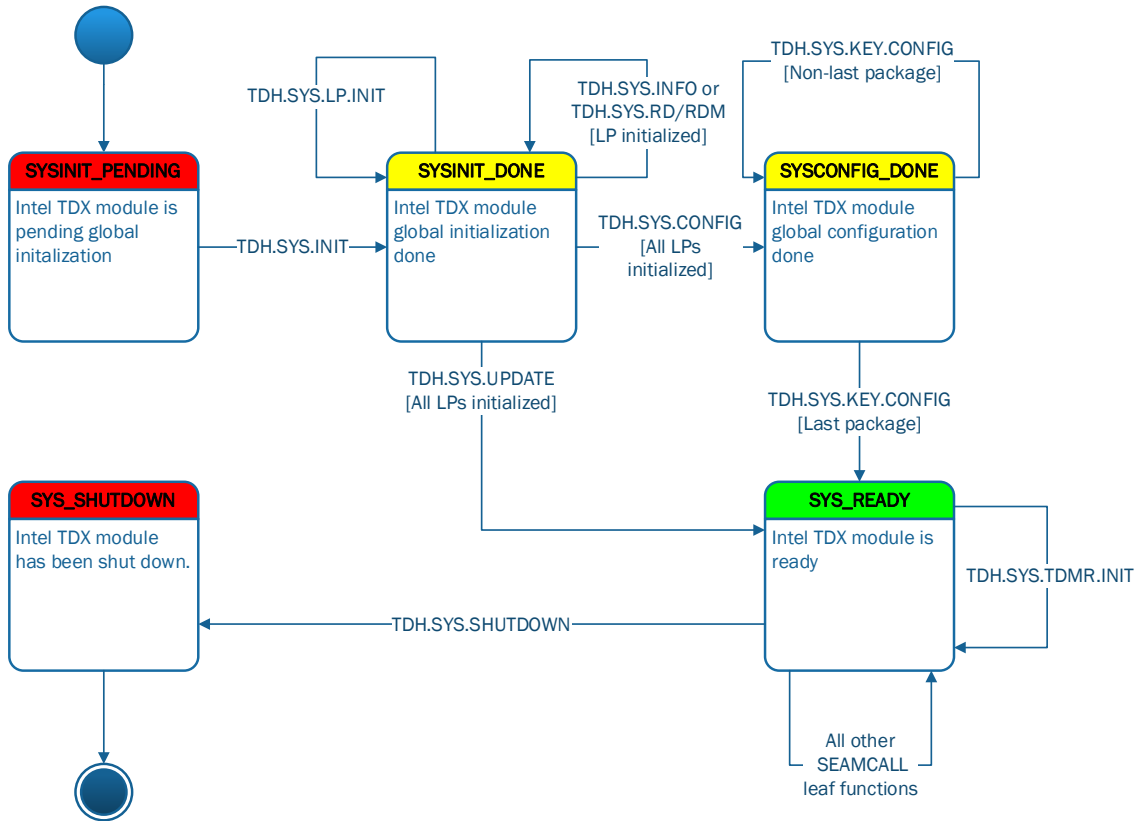 TDH.SYS.LP.INIT
TDH.SYS.INFO or
TDH.SYS.RD/RDM
[LP initialized]
TDH.SYS.KEY.CONFIG
[Non-last package]
SYSINIT_PENDING
Intel TDX module is
pending global
initalization
TDH.SYS.INIT
SYSINIT_DONE
Intel TDX module
global initialization
done
TDH.SYS.CONFIG
[All LPs
initialized]
SYSCONFIG_DONE
Intel TDX module
global configuration
done
TDH.SYS.UPDATE
[All LPs initialized]
TDH.SYS.KEY.CONFIG
[Last package]
SYS_SHUTDOWN
Intel TDX module
has been shut down.
SYS_READY
Intel TDX module is
ready
TDH.SYS.TDMR.INIT
TDH.SYS.SHUTDOWN
All other
SEAMCALL
leaf functions